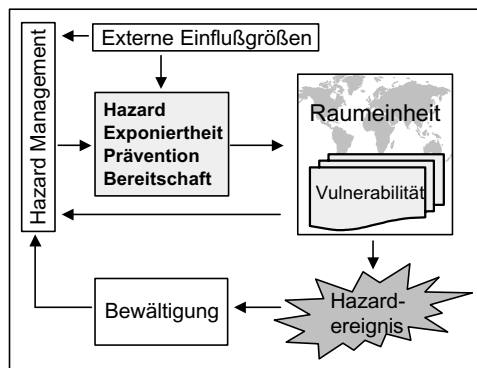 Externe Einflußgrößen
Hazard Management
Hazard
Exponiertheit
Prävention
Bereitschaft
Raumeinheit
Vulnerabilität
Bewältigung
Hazard-
ereignis